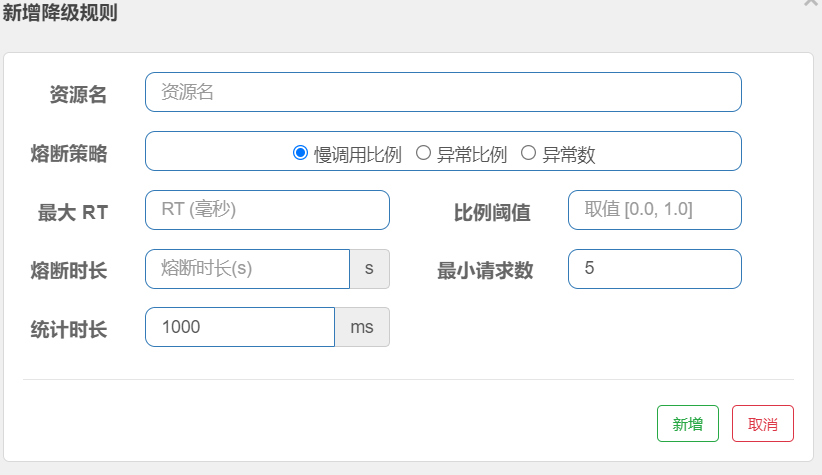 新增降级规则
资源名 资源名
熔断策略 慢调用比例 异常比例 异常数
最大 RT RT (毫秒) 比例阈值 取值 [0.0, 1.0]
熔断时长 熔断时长(s) s 最小请求数 5
统计时长 1000 ms
新增 取消